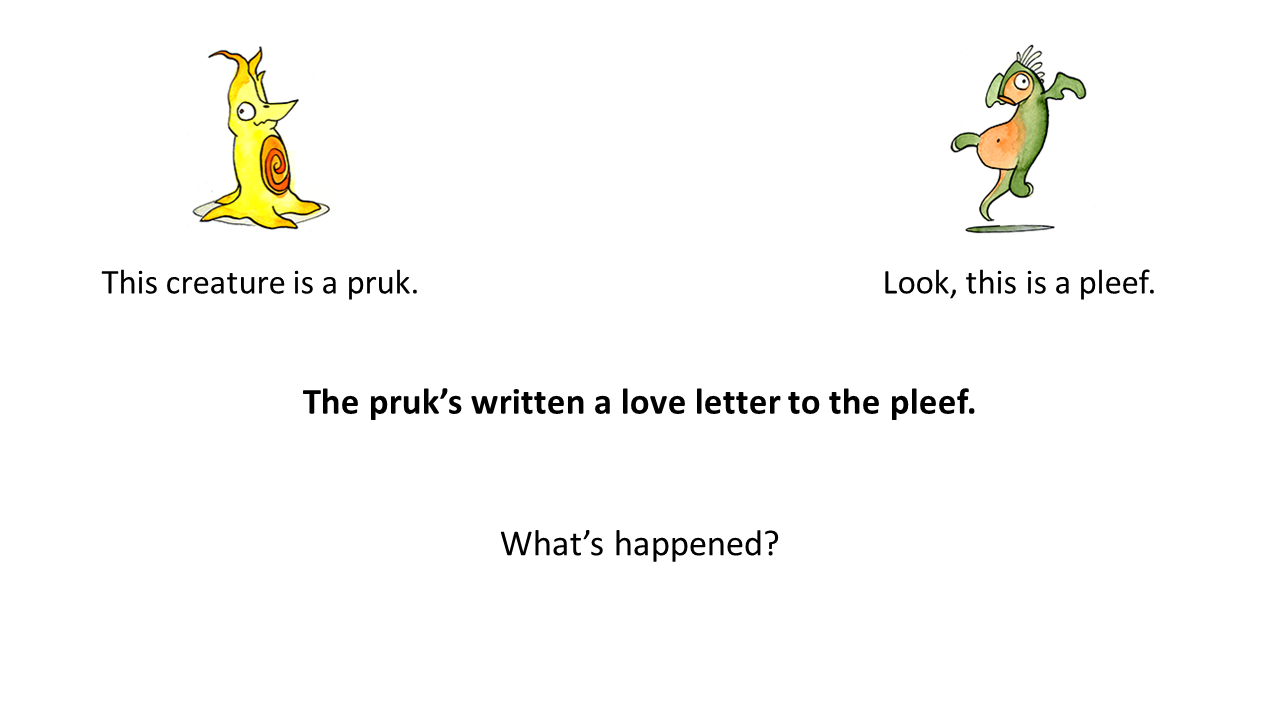 This creature is a pruk.
Look, this is a pleef.
The pruk’s written a love letter to the pleef.
What’s happened?